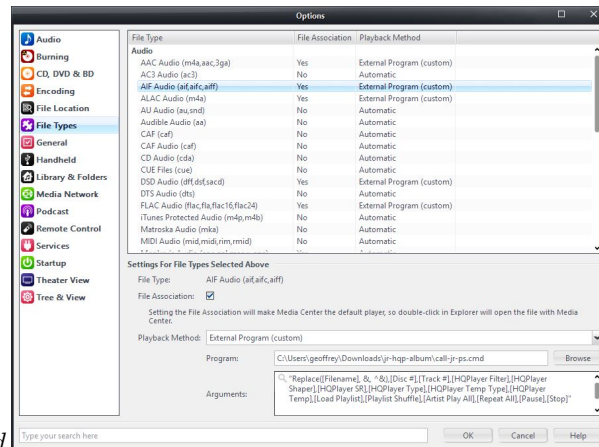 Options
Audio
Burning
CD, DVD & BD
Encoding
File Location
File Types
General
Handheld
Library & Folders
Media Network
Podcast
Remote Control
Services
Startup
Theater View
Tree & View
File Type File Association Playback Method
Audio
AAC Audio (m4a,aac,3ga) Yes External Program (custom)
AC3 Audio (ac3) No Automatic
AIF Audio (aif,aifc,aiff) Yes External Program (custom)
ALAC Audio (m4a) Yes External Program (custom)
AU Audio (au,snd) No Automatic
Audible Audio (aa) No Automatic
CAF (caf) No Automatic
CAF Audio (caf) No Automatic
CD Audio (cda) No Automatic
CUE Files (cue) No Automatic
DSD Audio (dff,dsf,sacd) Yes External Program (custom)
DTS Audio (dts) No Automatic
FLAC Audio (flac,fla,flac16,flac24) Yes External Program (custom)
iTunes Protected Audio (m4p,m4b) No Automatic
Matroska Audio (mka) No Automatic
MIDI Audio (mid,midi,rim,rmid) No Automatic
Settings For File Types Selected Above
File Type: AIF Audio (aif,aifc,aiff)
File Association:
Setting the File Association will make Media Center the default player, so double-click in Explorer will open the file with Media
Center.
Playback Method: External Program (custom)
Program: C:\Users\geoffrey\Downloads\jr-hqp-album\call-jr-ps.cmd Browse
Arguments: "Replace([Filename], &, ^&),[Disc #],[Track #],[HQPlayer Filter],[HQPlayer
Shaper],[HQPlayer SR],[HQPlayer Type],[HQPlayer Temp Type],[HQPlayer
Temp],[Load Playlist],[Playlist Shuffle],[Artist Play All],[Repeat All],[Pause],[Stop]"
Type your search here OK Cancel Help